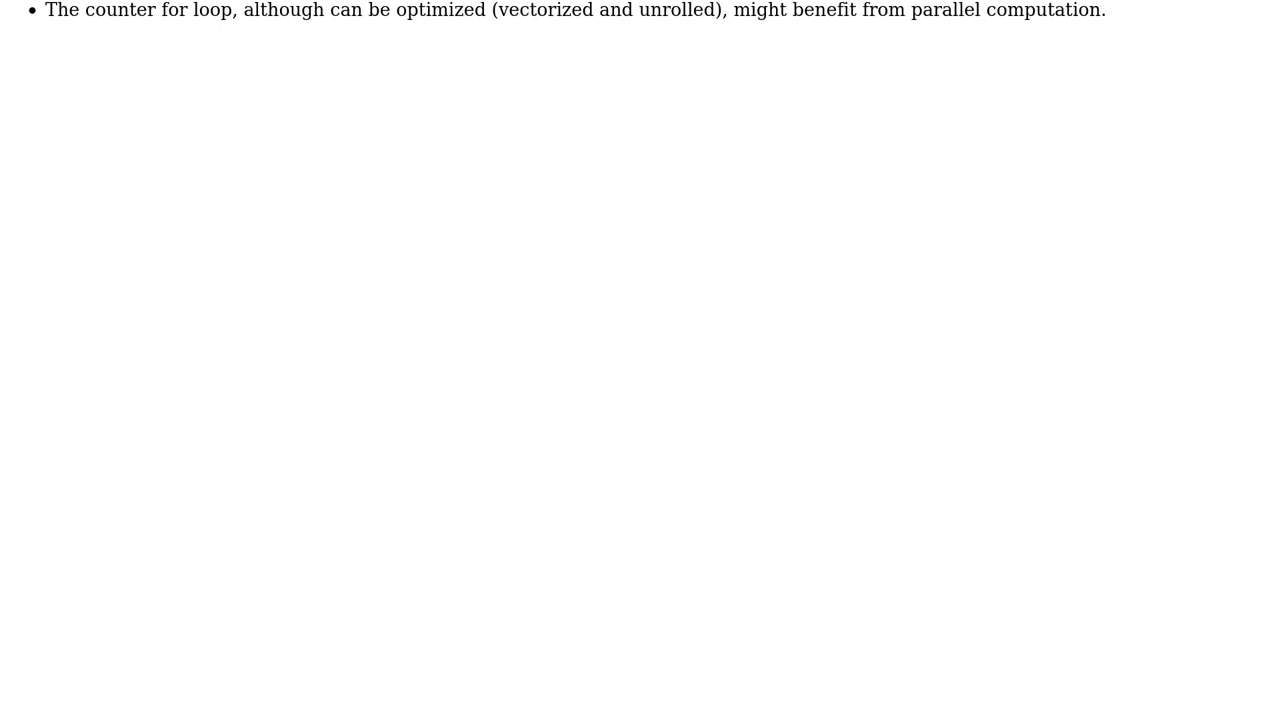 • The counter for loop, although can be optimized (vectorized and unrolled), might benefit from parallel computation.